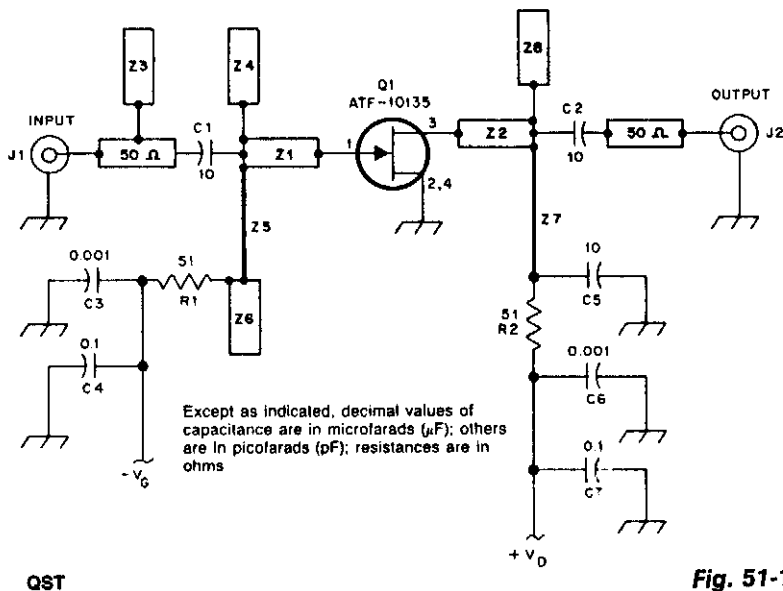 Z3
Z4
Z8
Q1
ATF-10135
INPUT
J1
50 Ω
C1
10
Z1
1
3
2,4
Z2
C2
10
50 Ω
OUTPUT
J2
Z5
Z7
0.001
C3
51
R1
Z6
10
C5
51
R2
0.1
C4
0.001
C6
Except as indicated, decimal values of
capacitance are in microfarads (µF); others
are in picofarads (pF); resistances are in
ohms
-VG
0.1
C7
+VD
QST